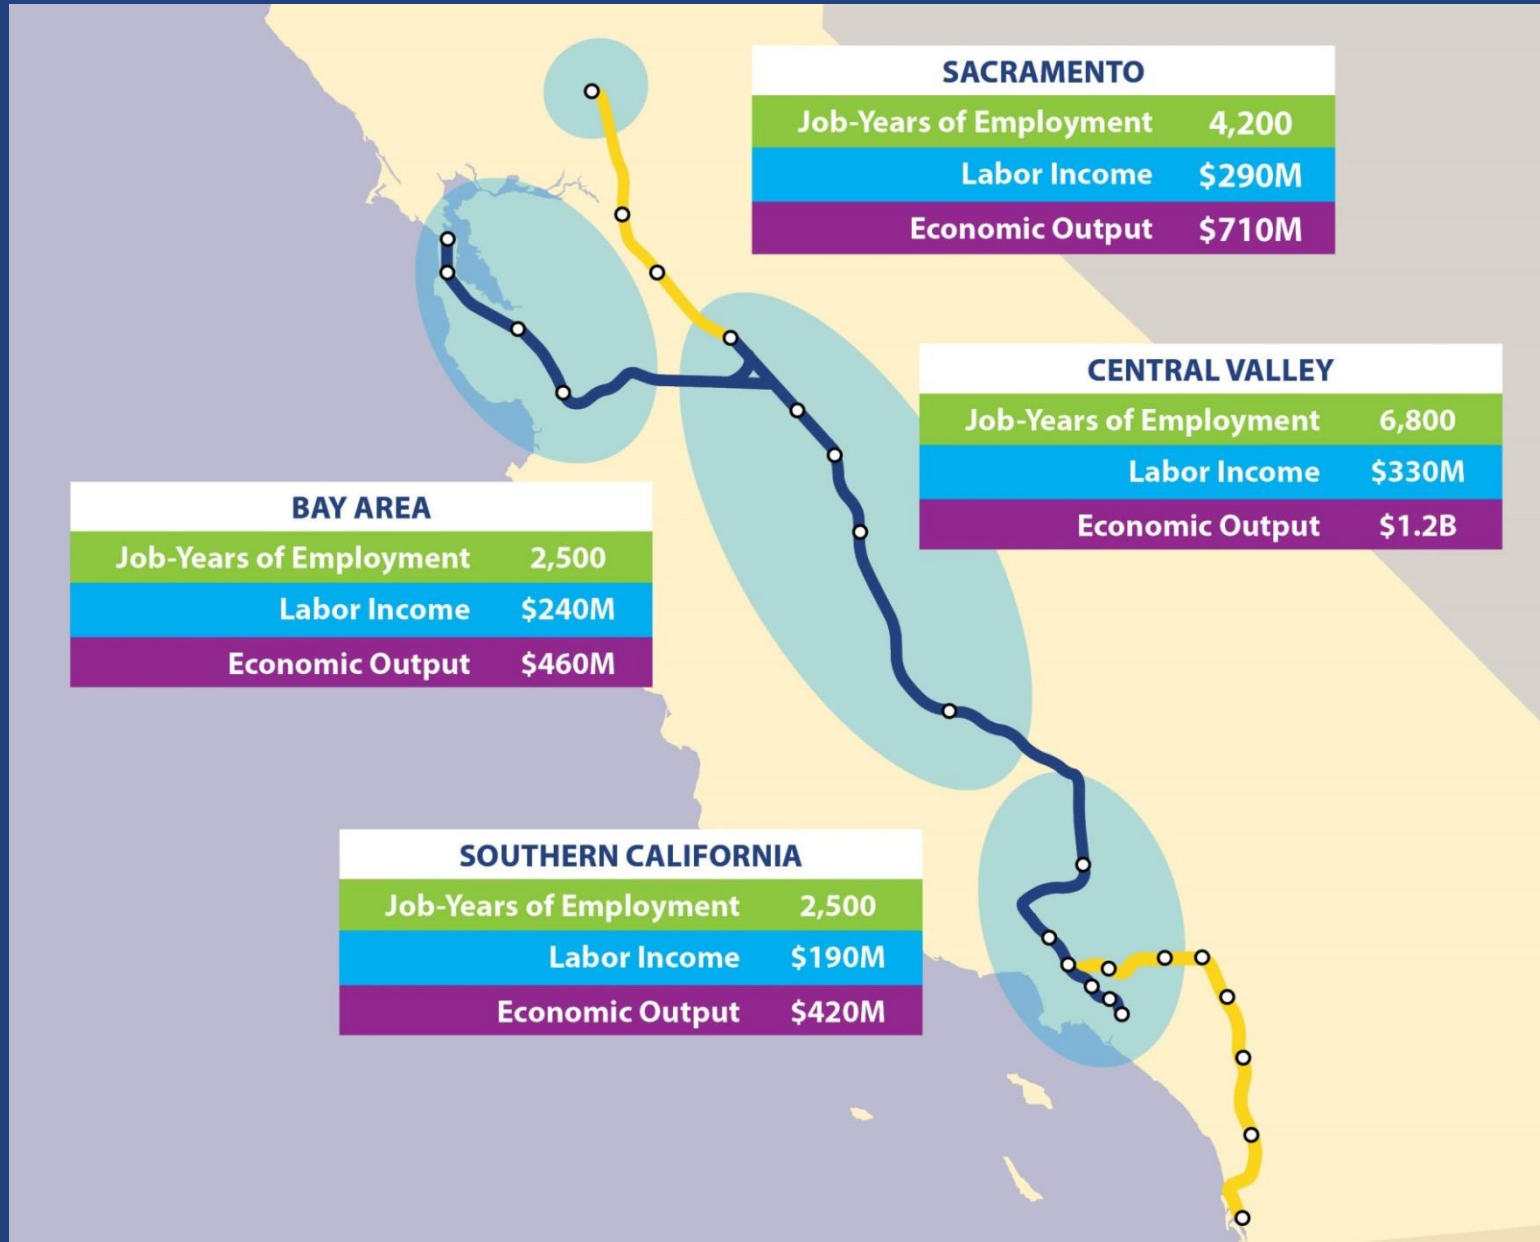 SACRAMENTO
Job-Years of Employment 4,200
Labor Income $290M
Economic Output $710M
CENTRAL VALLEY
Job-Years of Employment 6,800
Labor Income $330M
Economic Output $1.2B
BAY AREA
Job-Years of Employment 2,500
Labor Income $240M
Economic Output $460M
SOUTHERN CALIFORNIA
Job-Years of Employment 2,500
Labor Income $190M
Economic Output $420M